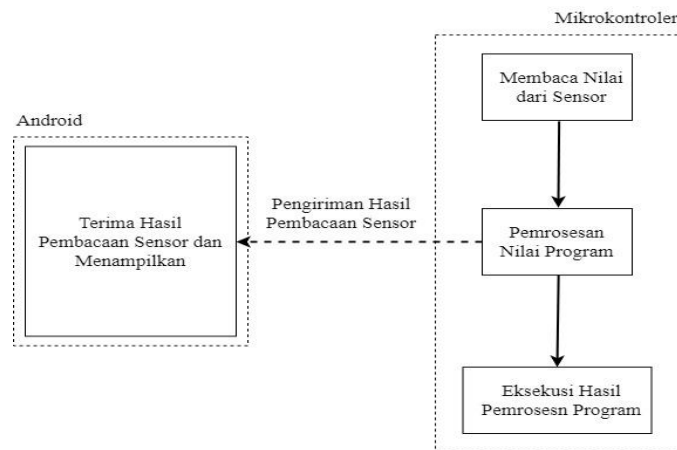 Mikrokontroler
Membaca Nilai
dari Sensor
Android
Pengiriman Hasil
Pembacaan Sensor
Terima Hasil
Pembacaan Sensor dan
Menampilkan
Pemrosesan
Nilai Program
Eksekusi Hasil
Pemrosesn Program